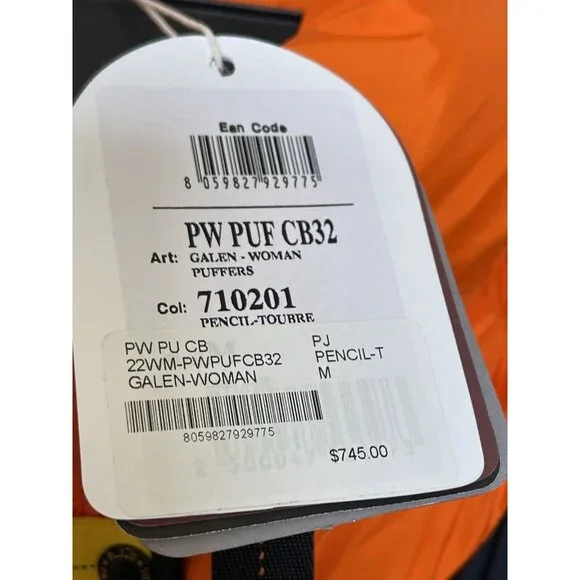 Ean Code
8 059827 929775
PW PUF CB32
Art: GALEN - WOMAN
PUFFERS
Col: 710201
PENCIL-TOUBRE
PW PU CB PJ
22WM-PWPUFCB32 PENCIL-T
GALEN-WOMAN M
8059827929775
$745.00